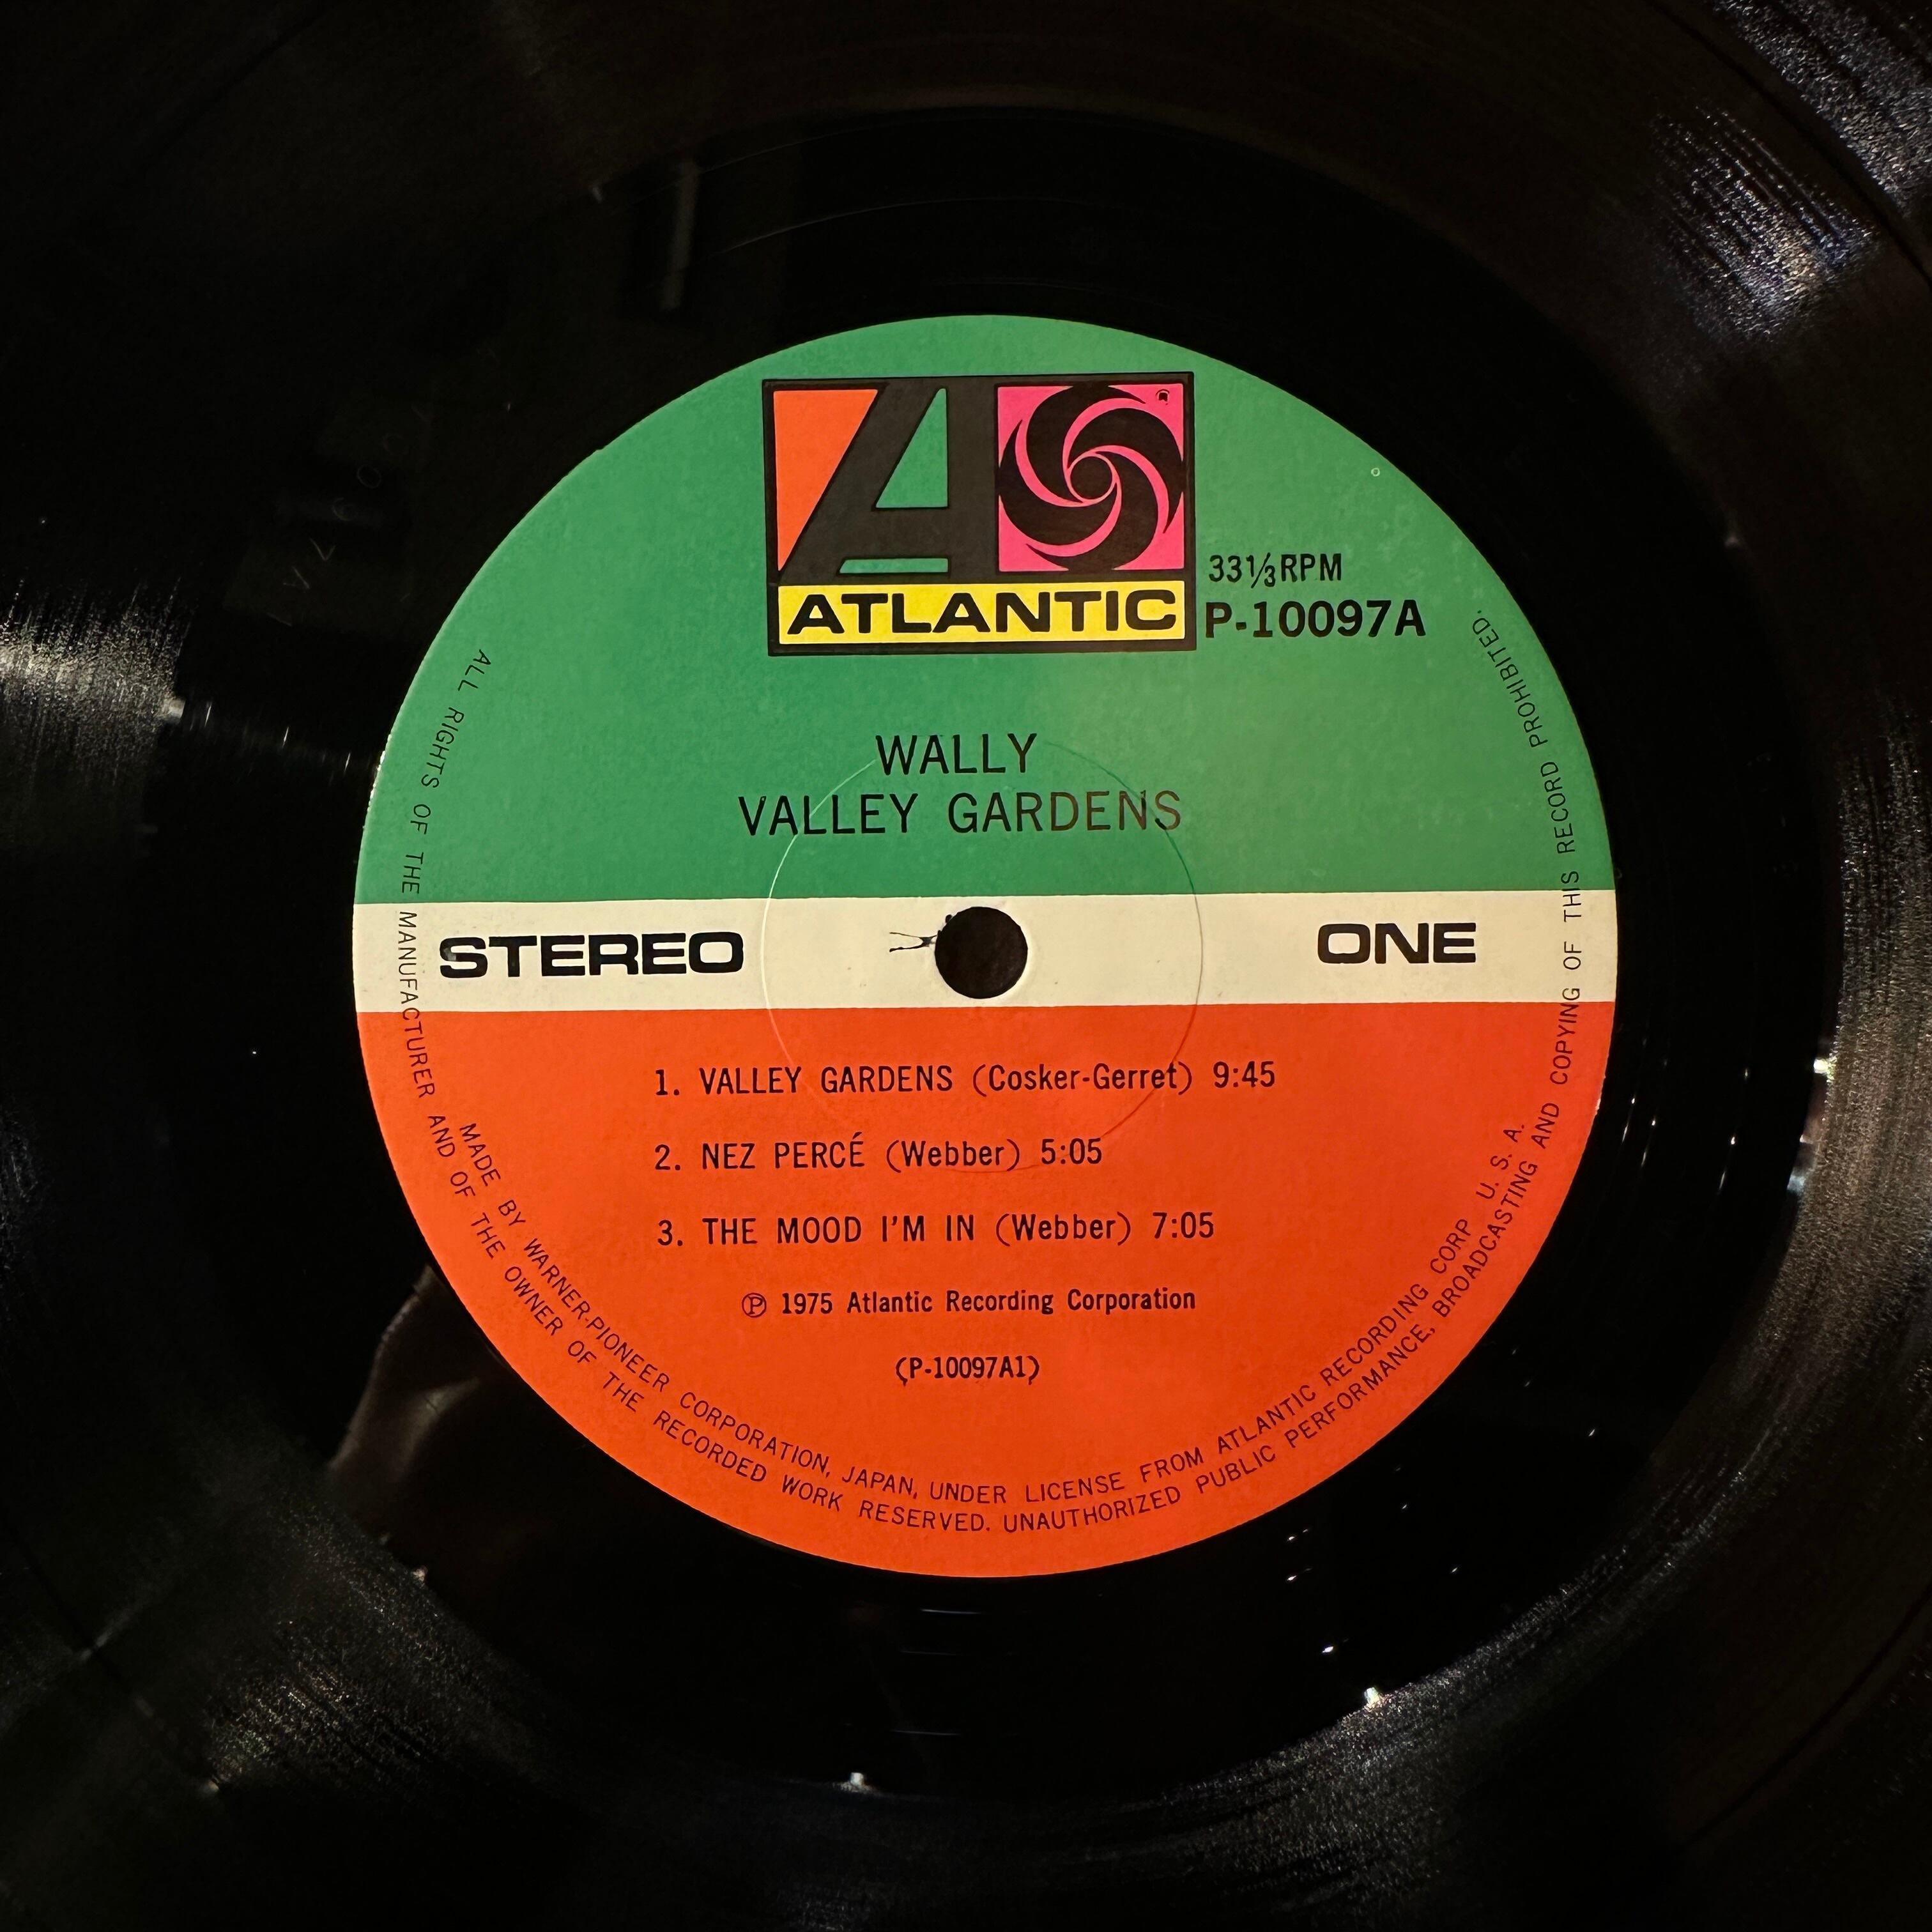 ATLANTIC
33⅓RPM
P-10097A
WALLY
VALLEY GARDENS
STEREO
ONE
1. VALLEY GARDENS (Cosker-Gerret) 9:45
2. NEZ PERCÉ (Webber) 5:05
3. THE MOOD I'M IN (Webber) 7:05
Ⓟ 1975 Atlantic Recording Corporation
(P-10097A1)
MADE BY WARNER-PIONEER CORPORATION, JAPAN, UNDER LICENSE FROM ATLANTIC RECORDING CORP U. S. A.
ALL RIGHTS OF THE MANUFACTURER AND OF THE OWNER OF THE RECORDED WORK RESERVED. UNAUTHORIZED PUBLIC PERFORMANCE, BROADCASTING AND COPYING OF THIS RECORD PROHIBITED.